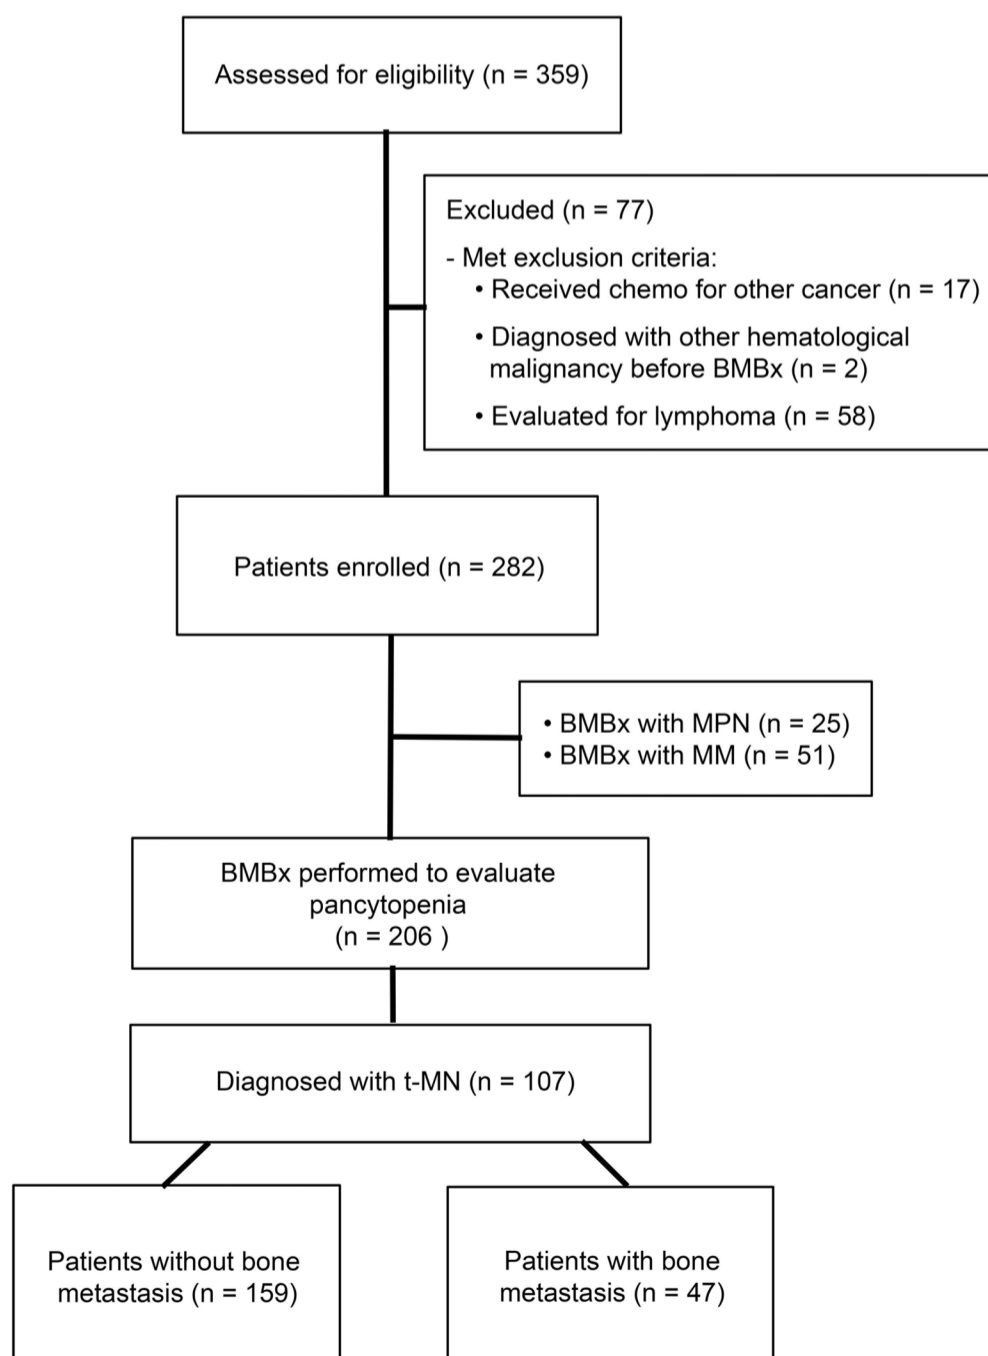 Assessed for eligibility (n = 359)
Excluded (n = 77)
- Met exclusion criteria:
• Received chemo for other cancer (n = 17)
• Diagnosed with other hematological
malignancy before BMBx (n = 2)
• Evaluated for lymphoma (n = 58)
Patients enrolled (n = 282)
• BMBx with MPN (n = 25)
• BMBx with MM (n = 51)
BMBx performed to evaluate
pancytopenia
(n = 206 )
Diagnosed with t-MN (n = 107)
Patients without bone
metastasis (n = 159)
Patients with bone
metastasis (n = 47)